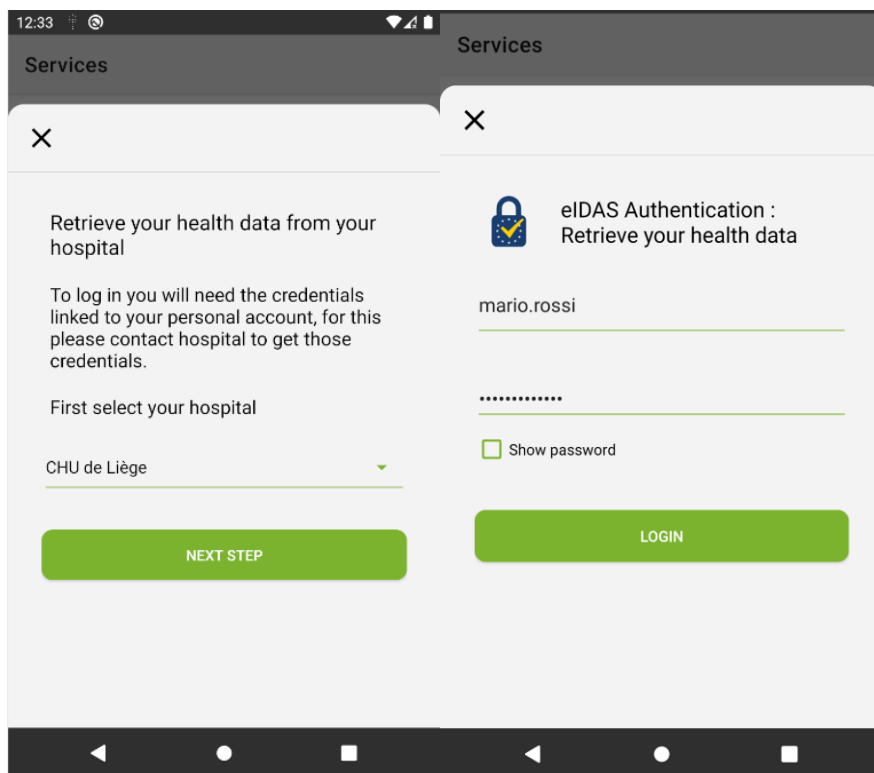 12:33
Services
Retrieve your health data from your
hospital
To log in you will need the credentials
linked to your personal account, for this
please contact hospital to get those
credentials.
First select your hospital
CHU de Liège
NEXT STEP
Services
eIDAS Authentication :
Retrieve your health data
mario.rossi
•••••••••••••
Show password
LOGIN